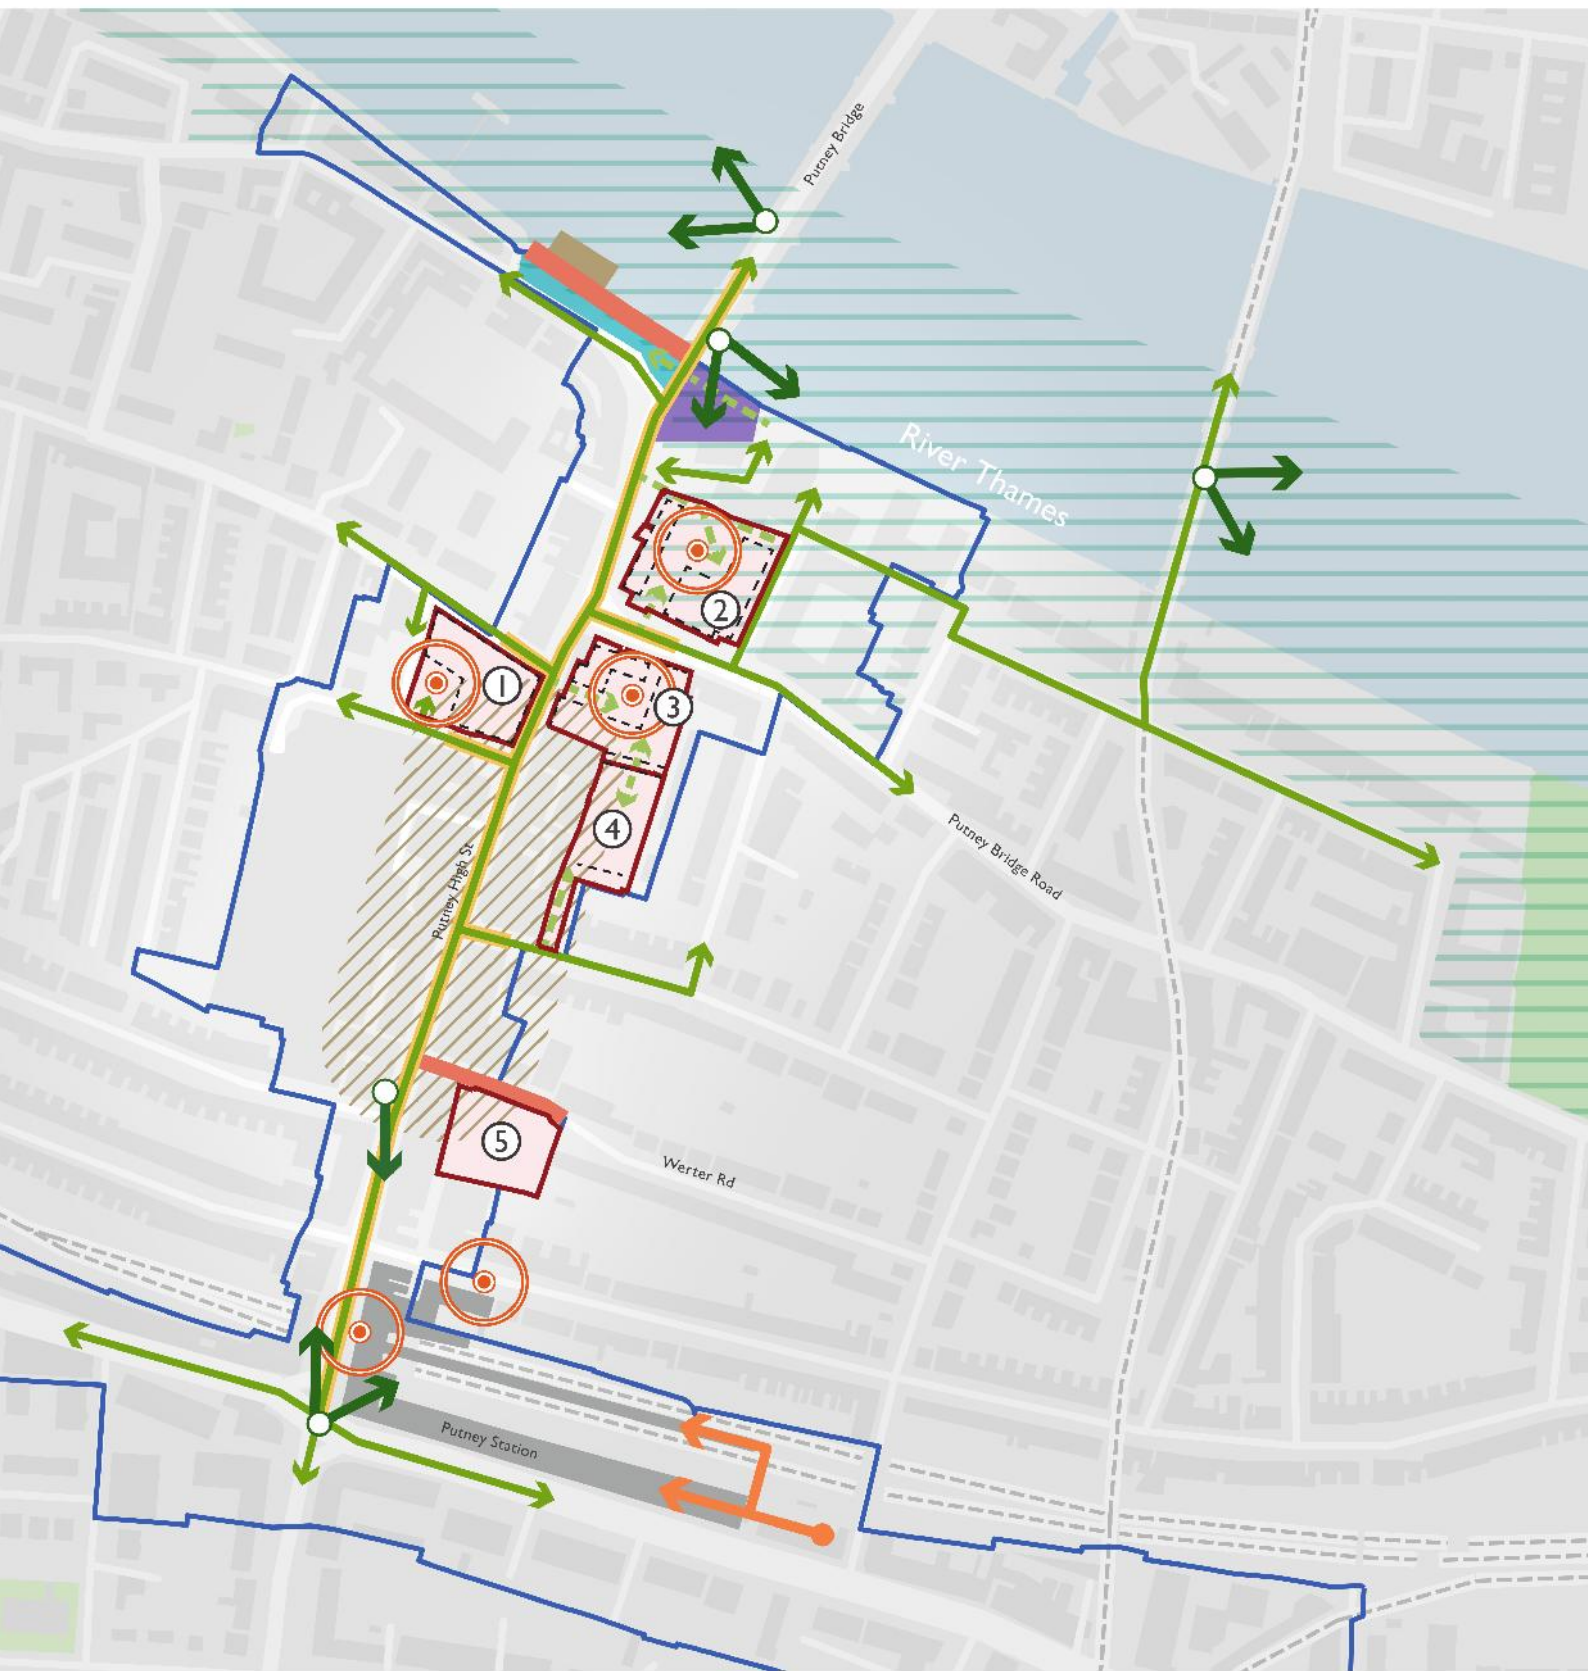 Putney Bridge
River Thames
2
1
3
4
Putney High St
Putney Bridge Road
5
Werter Rd
Putney Station